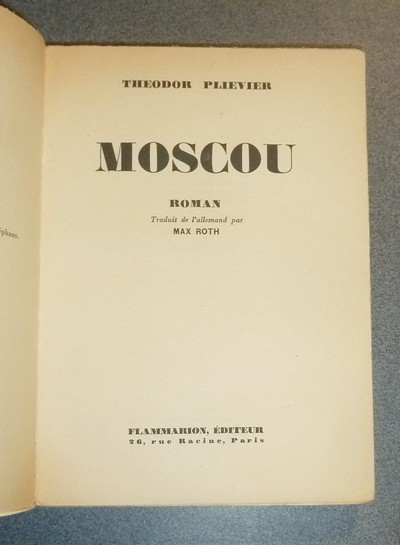 THEODOR PLIEVIER
MOSCOU
ROMAN
Traduit de l'allemand par
MAX ROTH
FLAMMARION, ÉDITEUR
26, rue Racine, Paris